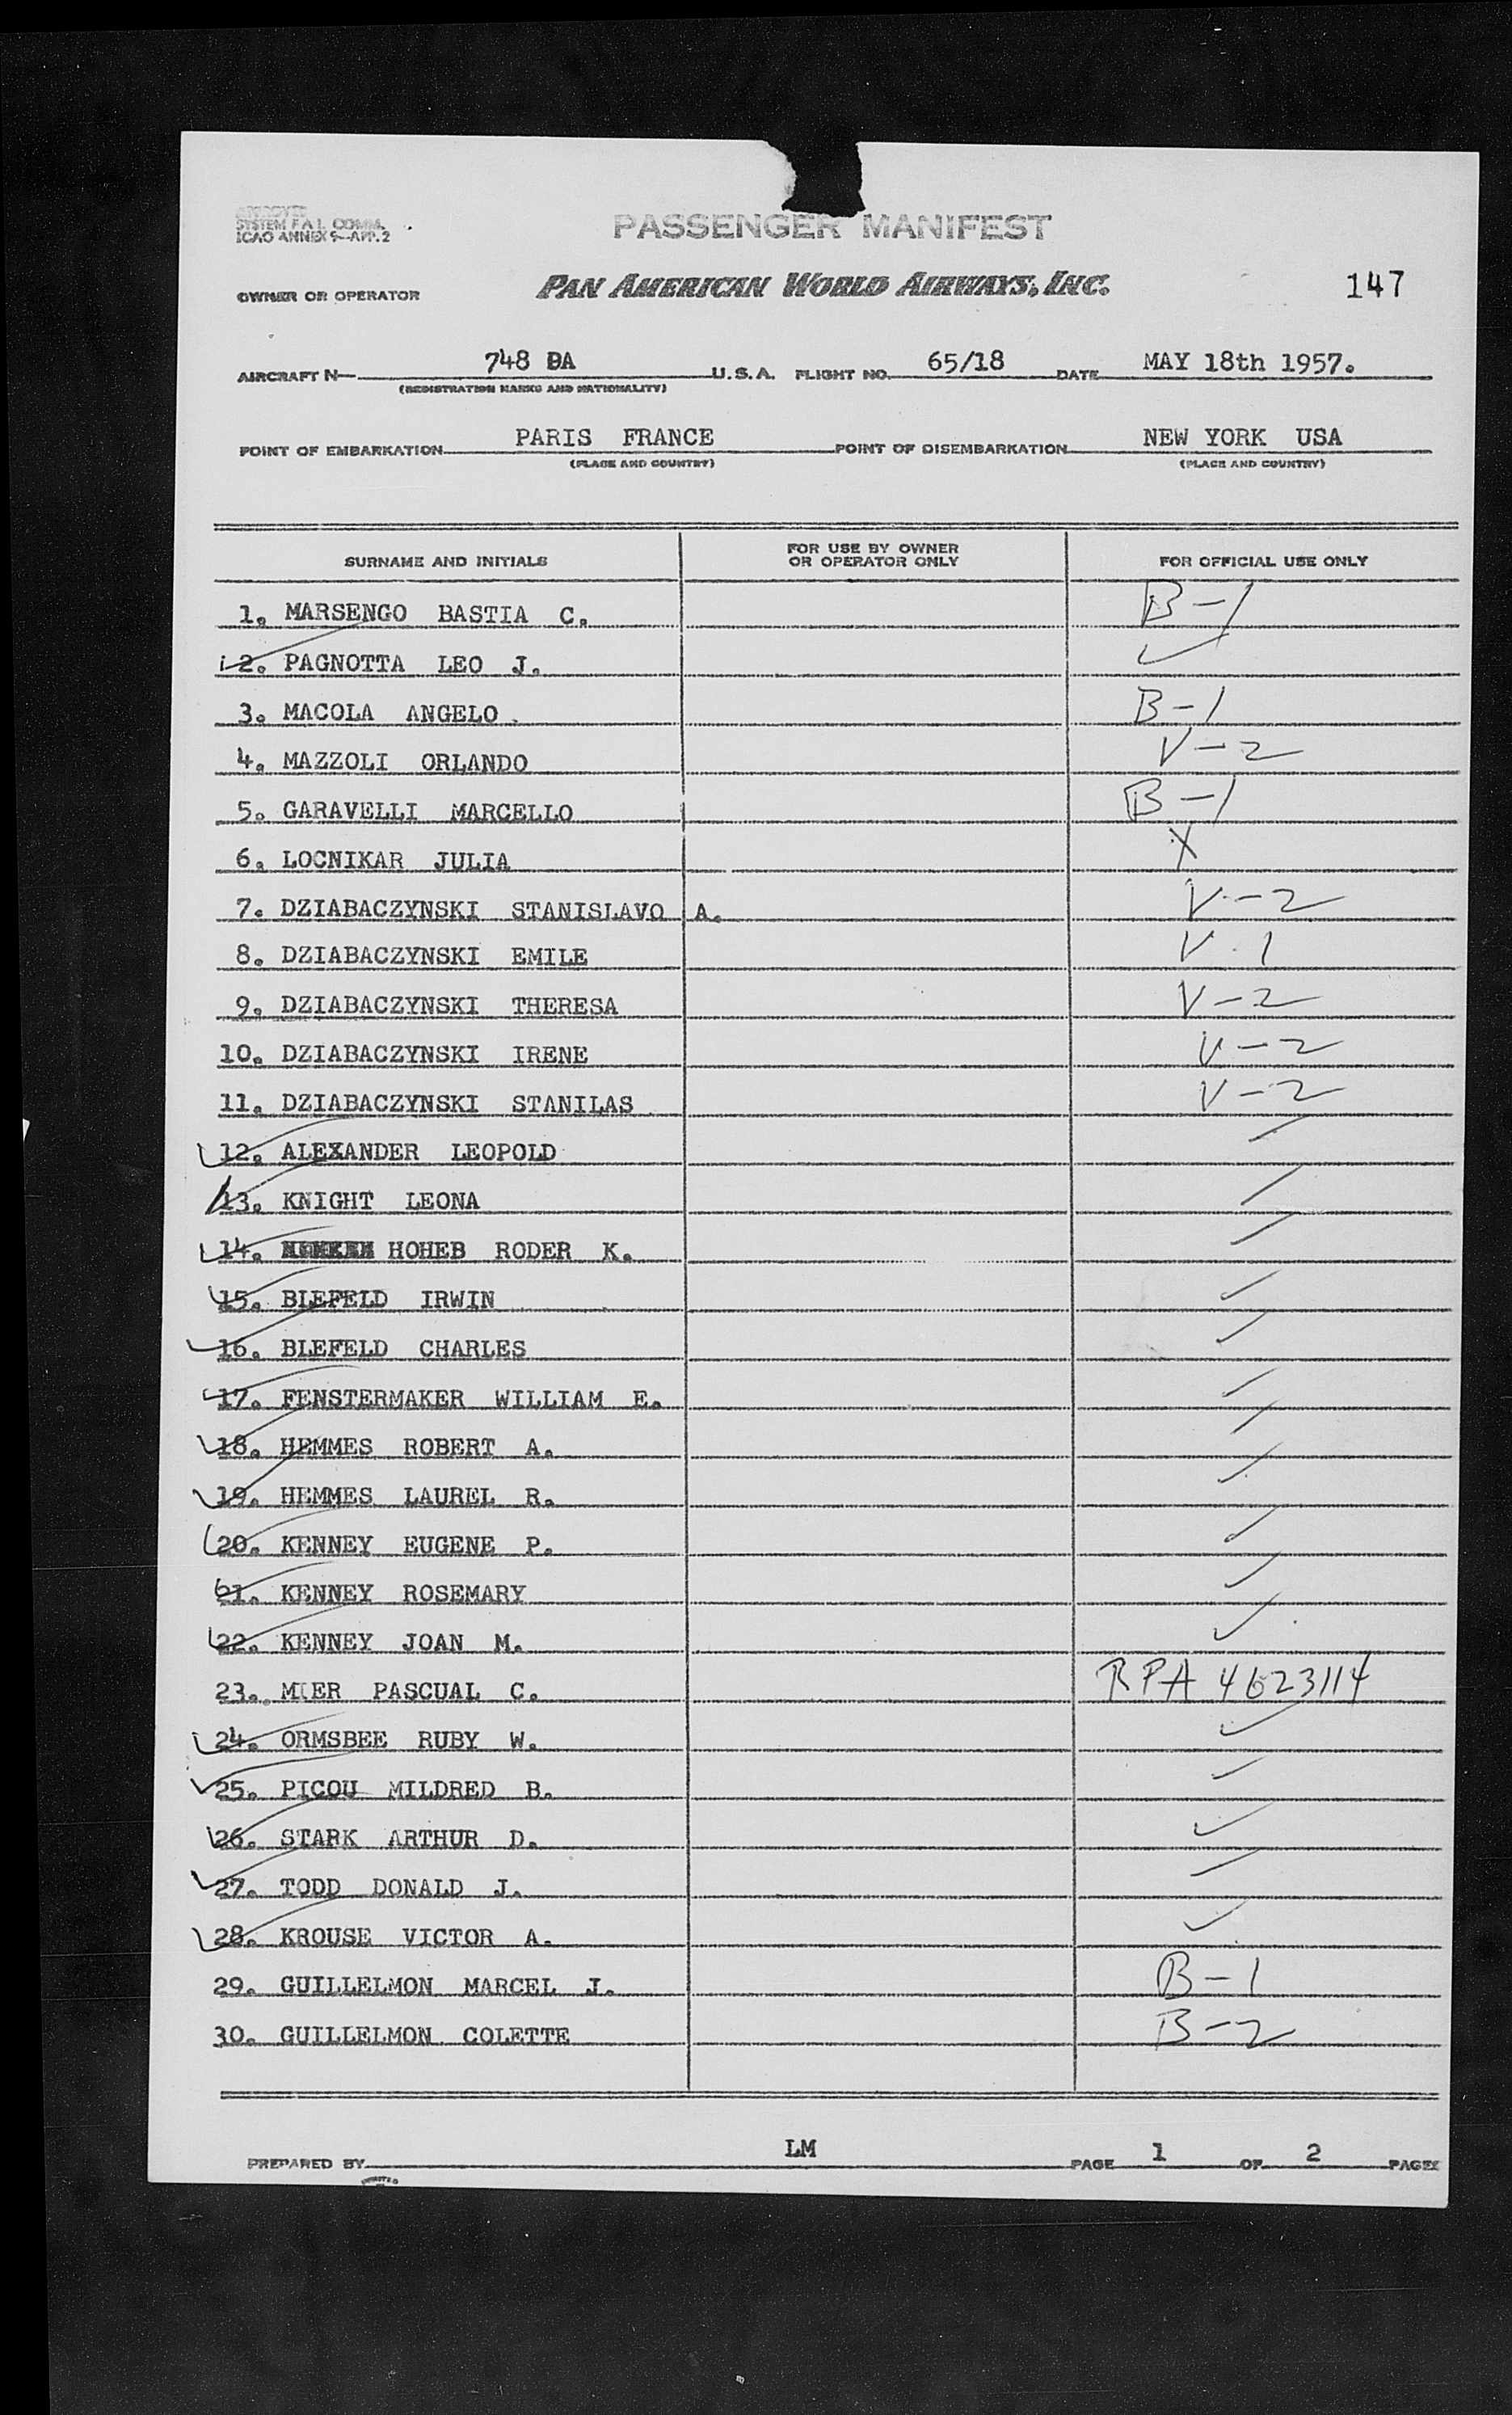 APPROVED
SYSTEM F.A.L. COMM.
ICAO ANNEX 9—APP. 2
PASSENGER MANIFEST
OWNER OR OPERATOR PAN AMERICAN WORLD AIRWAYS, INC. 147
AIRCRAFT N— 748 PA U.S.A. FLIGHT NO. 65/18 DATE MAY 18th 1957.
(REGISTRATION MARKS AND NATIONALITY)
POINT OF EMBARKATION PARIS FRANCE POINT OF DISEMBARKATION NEW YORK USA
(PLACE AND COUNTRY) (PLACE AND COUNTRY)
SURNAME AND INITIALS FOR USE BY OWNER OR OPERATOR ONLY FOR OFFICIAL USE ONLY
1. MARSENGO BASTIA C. B-1
2. PAGNOTTA LEO J. ✓
3. MACOLA ANGELO B-1
4. MAZZOLI ORLANDO V-2
5. GARAVELLI MARCELLO B-1
6. LOCNIKAR JULIA X
7. DZIABACZYNSKI STANISLAVO A. V-2
8. DZIABACZYNSKI EMILE V-1
9. DZIABACZYNSKI THERESA V-2
10. DZIABACZYNSKI IRENE V-2
11. DZIABACZYNSKI STANILAS V-2
12. ALEXANDER LEOPOLD
13. KNIGHT LEONA
14. HOHEB RODER K.
15. BLEFELD IRWIN ✓
16. BLEFELD CHARLES ✓
17. FENSTERMAKER WILLIAM E. ✓
18. HEMMES ROBERT A.
19. HEMMES LAUREL R. ✓
20. KENNEY EUGENE P. ✓
21. KENNEY ROSEMARY ✓
22. KENNEY JOAN M. ✓
23. MIER PASCUAL C. RPA 4623114
24. ORMSBEE RUBY W. ✓
25. PICOU MILDRED B. ✓
26. STARK ARTHUR D. ✓
27. TODD DONALD J.
28. KROUSE VICTOR A. ✓
29. GUILLELMON MARCEL J. B-1
30. GUILLELMON COLETTE B-2
PREPARED BY LM PAGE 1 OF 2 PAGES